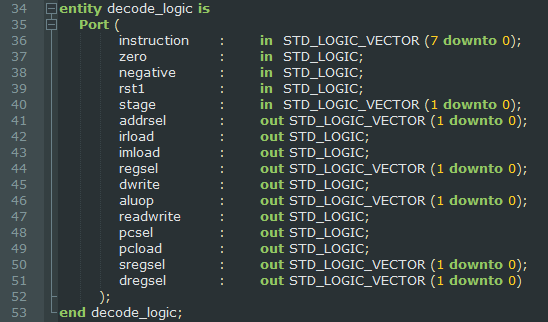 34 entity decode_logic is
35 Port (
36 instruction : in STD_LOGIC_VECTOR (7 downto 0);
37 zero : in STD_LOGIC;
38 negative : in STD_LOGIC;
39 rst1 : in STD_LOGIC;
40 stage : in STD_LOGIC_VECTOR (1 downto 0);
41 addrsel : out STD_LOGIC_VECTOR (1 downto 0);
42 irload : out STD_LOGIC;
43 imload : out STD_LOGIC;
44 regsel : out STD_LOGIC_VECTOR (1 downto 0);
45 dwrite : out STD_LOGIC;
46 aluop : out STD_LOGIC_VECTOR (1 downto 0);
47 readwrite : out STD_LOGIC;
48 pcsel : out STD_LOGIC;
49 pcload : out STD_LOGIC;
50 sregsel : out STD_LOGIC_VECTOR (1 downto 0);
51 dregsel : out STD_LOGIC_VECTOR (1 downto 0)
52 );
53 end decode_logic;